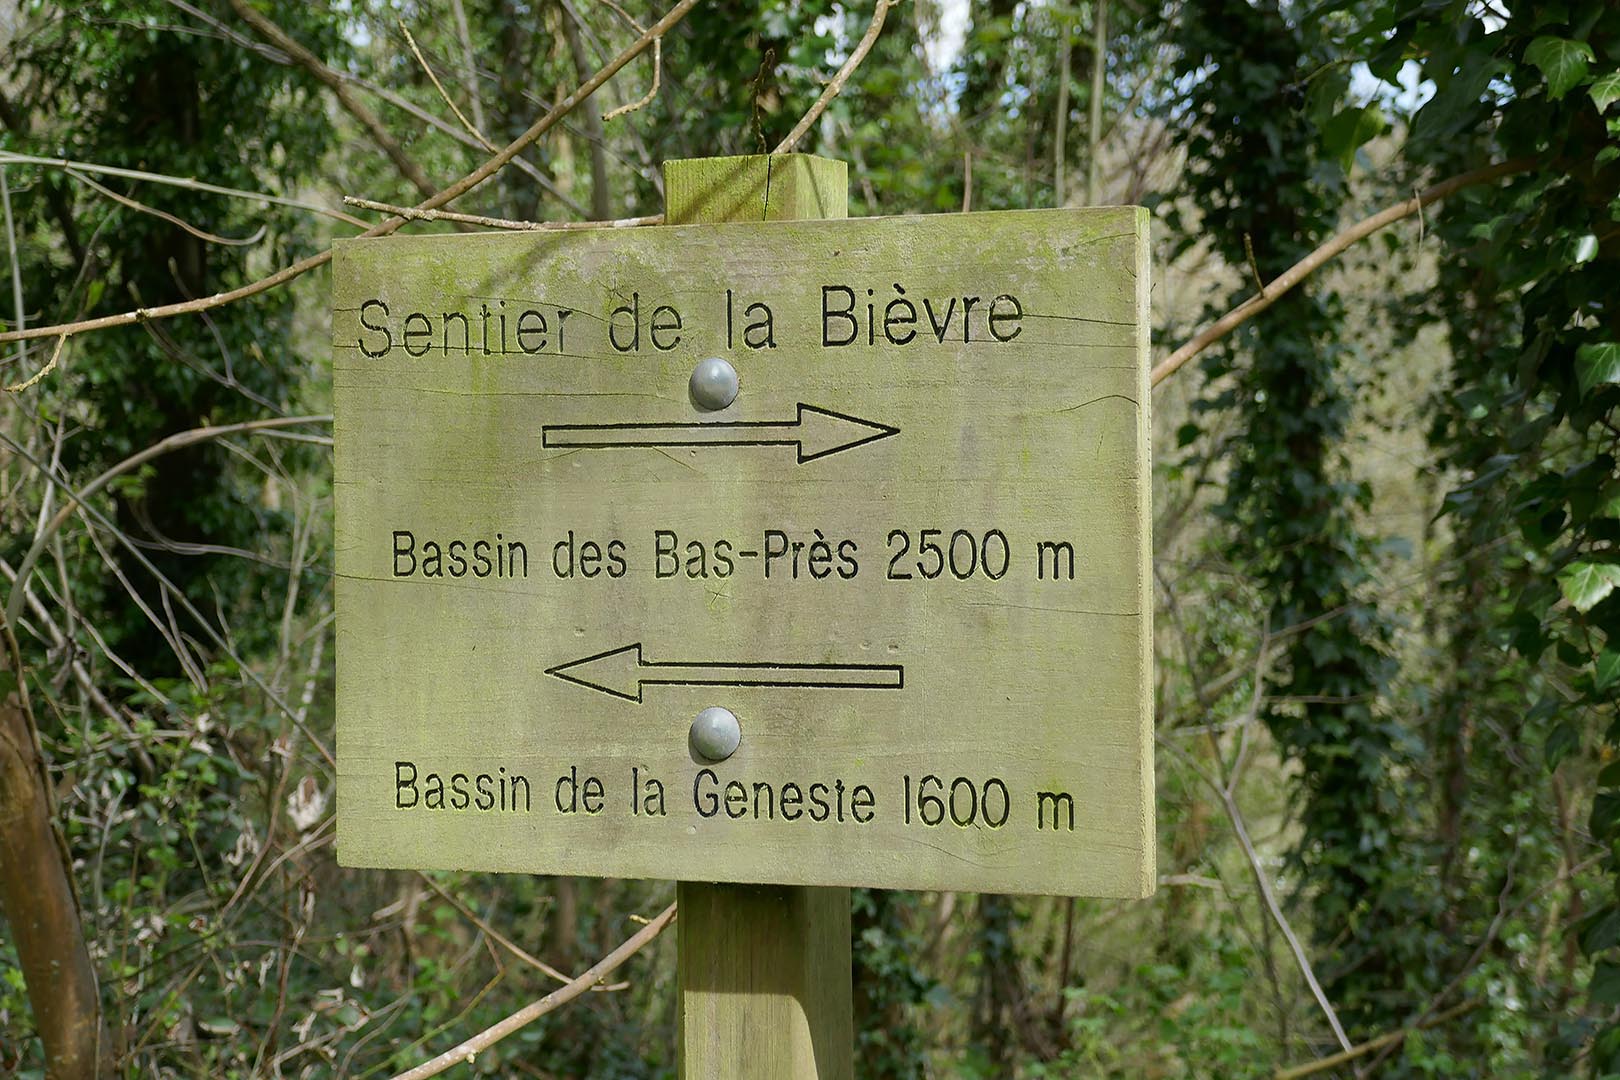 Sentier de la Bièvre
Bassin des Bas-Près 2500 m
Bassin de la Geneste 1600 m